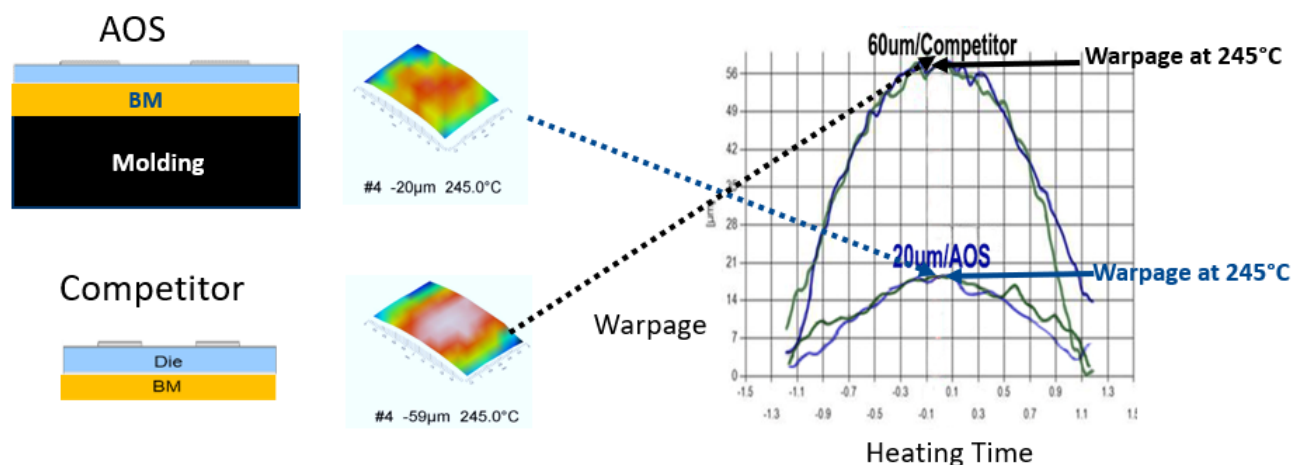 AOS
BM
Molding
#4 -20µm 245.0°C
Competitor
Die
BM
#4 -59µm 245.0°C
60um/Competitor
Warpage at 245°C
20um/AOS
Warpage at 245°C
Warpage
56
49
42
28
21
14
7
0
-1.5 -1.1 -0.7 -0.3 0.1 0.5 0.9 1.3
-1.3 -0.9 -0.5 -0.1 0.3 0.7 1.1
Heating Time